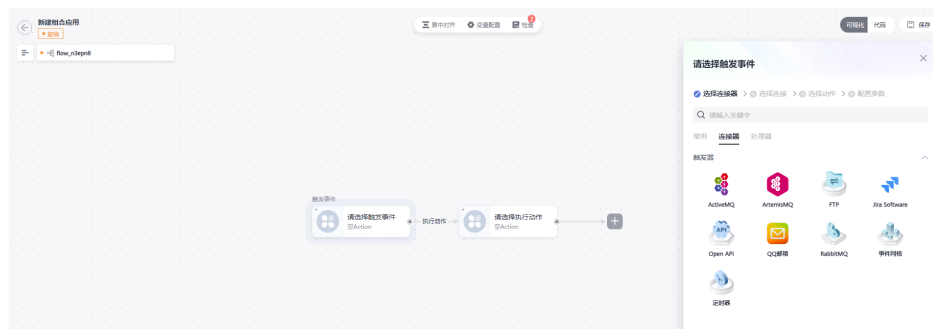 新建组合应用
草稿
居中对齐
变量配置
检查
2
可视化
代码
保存
flow_n3epn8
请选择触发事件
选择连接器
选择连接
选择动作
配置参数
请输入关键字
常用
连接器
处理器
触发器
ActiveMQ
ArtemisMQ
FTP
Jira Software
API
Open API
QQ邮箱
RabbitMQ
事件网格
定时器
触发事件
请选择触发事件
空Action
执行动作
请选择执行动作
空Action